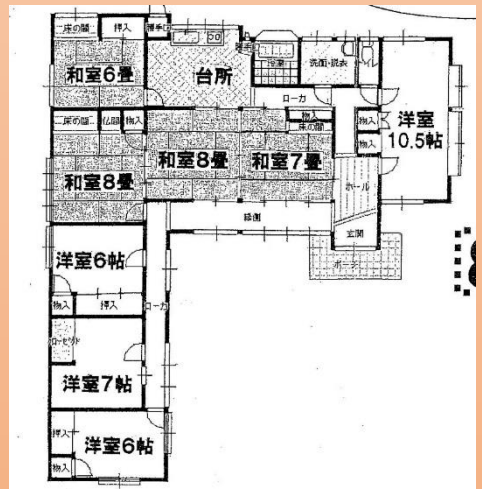 床の間
押入
勝手口
和室6畳
台所
勝手口
浴室
洗面・脱衣
トイレ
ローカ
洋室
10.5帖
床の間
仏間
物入
和室8畳
和室8畳
物入
床の間
和室7畳
物入
物入
ホール
縁側
玄関
ポーチ
洋室6帖
物入
押入
ローカ
クローゼット
洋室7帖
押入
洋室6帖
物入